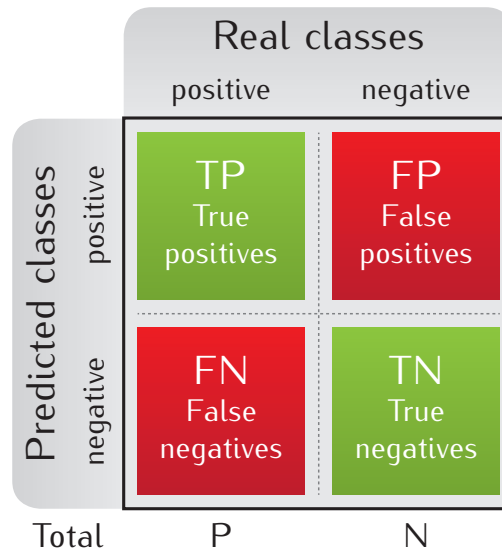 Real classes
positive negative
Predicted classes
positive
TP
True
positives
FP
False
positives
negative
FN
False
negatives
TN
True
negatives
Total P N